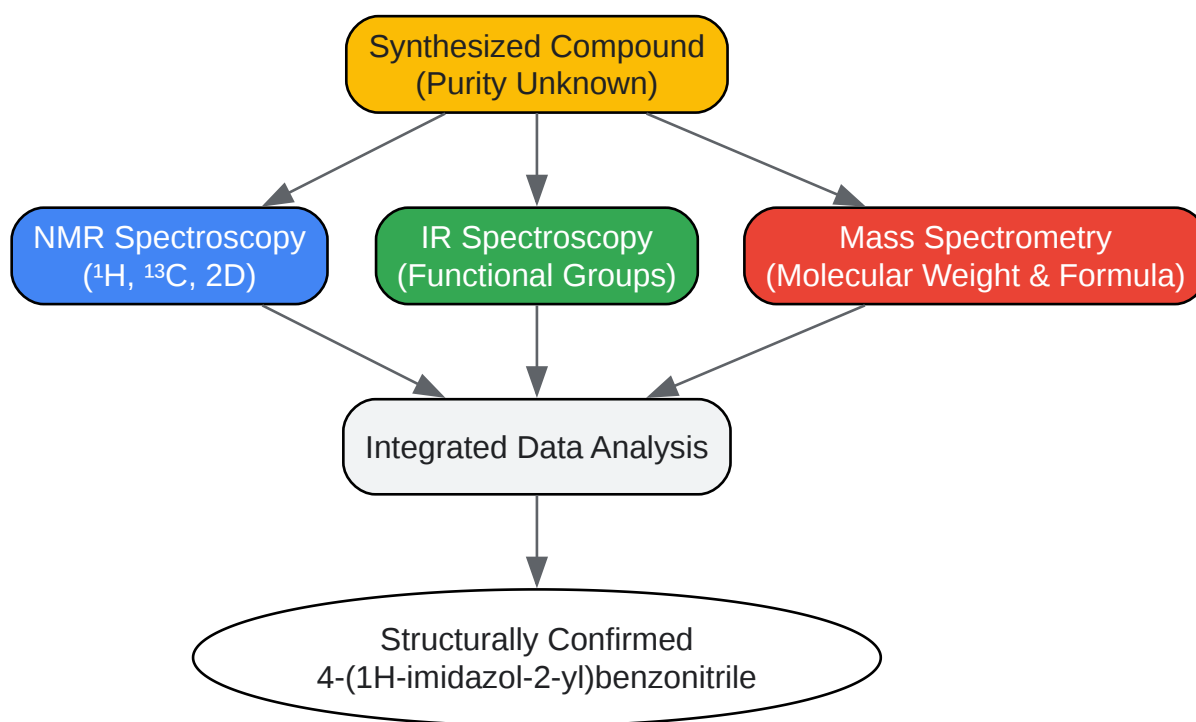 Synthesized Compound
(Purity Unknown)
NMR Spectroscopy
(¹H, ¹³C, 2D)
IR Spectroscopy
(Functional Groups)
Mass Spectrometry
(Molecular Weight & Formula)
Integrated Data Analysis
Structurally Confirmed
4-(1H-imidazol-2-yl)benzonitrile